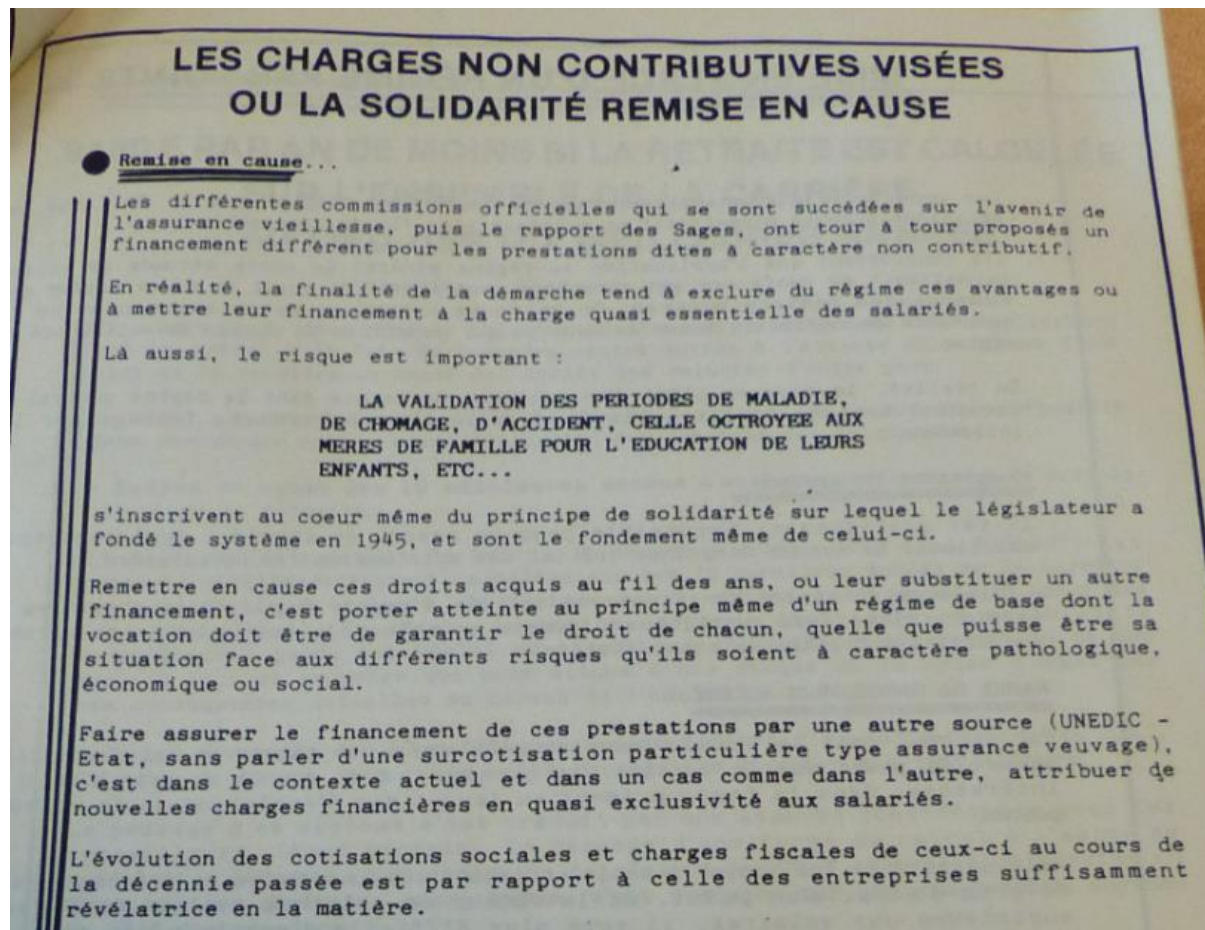 LES CHARGES NON CONTRIBUTIVES VISÉES
OU LA SOLIDARITÉ REMISE EN CAUSE
Remise en cause...
Les différentes commissions officielles qui se sont succédées sur l'avenir de
l'assurance vieillesse, puis le rapport des Sages, ont tour à tour proposés un
financement différent pour les prestations dites à caractère non contributif.
En réalité, la finalité de la démarche tend à exclure du régime ces avantages ou
à mettre leur financement à la charge quasi essentielle des salariés.
Là aussi, le risque est important :
LA VALIDATION DES PERIODES DE MALADIE,
DE CHOMAGE, D'ACCIDENT, CELLE OCTROYEE AUX
MERES DE FAMILLE POUR L'EDUCATION DE LEURS
ENFANTS, ETC...
s'inscrivent au coeur même du principe de solidarité sur lequel le législateur a
fondé le système en 1945, et sont le fondement même de celui-ci.
Remettre en cause ces droits acquis au fil des ans, ou leur substituer un autre
financement, c'est porter atteinte au principe même d'un régime de base dont la
vocation doit être de garantir le droit de chacun, quelle que puisse être sa
situation face aux différents risques qu'ils soient à caractère pathologique,
économique ou social.
Faire assurer le financement de ces prestations par une autre source (UNEDIC -
Etat, sans parler d'une surcotisation particulière type assurance veuvage),
c'est dans le contexte actuel et dans un cas comme dans l'autre, attribuer de
nouvelles charges financières en quasi exclusivité aux salariés.
L'évolution des cotisations sociales et charges fiscales de ceux-ci au cours de
la décennie passée est par rapport à celle des entreprises suffisamment
révélatrice en la matière.